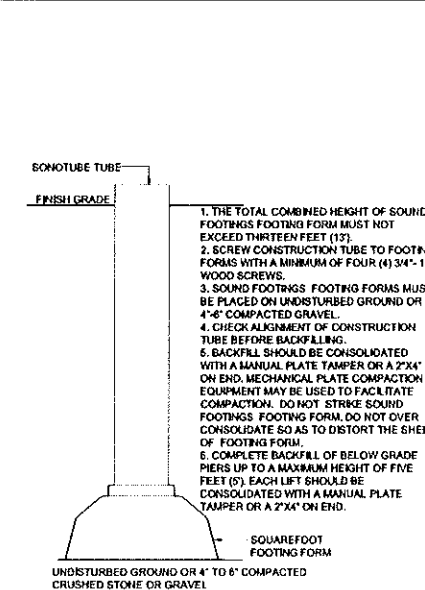 SONOTUBE TUBE
FINISH GRADE
1. THE TOTAL COMBINED HEIGHT OF SOUND
FOOTINGS FOOTING FORM MUST NOT
EXCEED THIRTEEN FEET (13').
2. SCREW CONSTRUCTION TUBE TO FOOTIN
FORMS WITH A MINIMUM OF FOUR (4) 3/4"- 1
WOOD SCREWS.
3. SOUND FOOTINGS FOOTING FORMS MUS
BE PLACED ON UNDISTURBED GROUND OR
4"-6" COMPACTED GRAVEL.
4. CHECK ALIGNMENT OF CONSTRUCTION
TUBE BEFORE BACKFILLING.
5. BACKFILL SHOULD BE CONSOLIDATED
WITH A MANUAL PLATE TAMPER OR A 2"X4"
ON END. MECHANICAL PLATE COMPACTION
EQUIPMENT MAY BE USED TO FACILITATE
COMPACTION. DO NOT STRIKE SOUND
FOOTINGS FOOTING FORM. DO NOT OVER
CONSOLIDATE SO AS TO DISTORT THE SHE
OF FOOTING FORM.
6. COMPLETE BACKFILL OF BELOW GRADE
PIERS UP TO A MAXIMUM HEIGHT OF FIVE
FEET (5'). EACH LIFT SHOULD BE
CONSOLIDATED WITH A MANUAL PLATE
TAMPER OR A 2"X4" ON END.
SQUAREFOOT
FOOTING FORM
UNDISTURBED GROUND OR 4" TO 6" COMPACTED
CRUSHED STONE OR GRAVEL